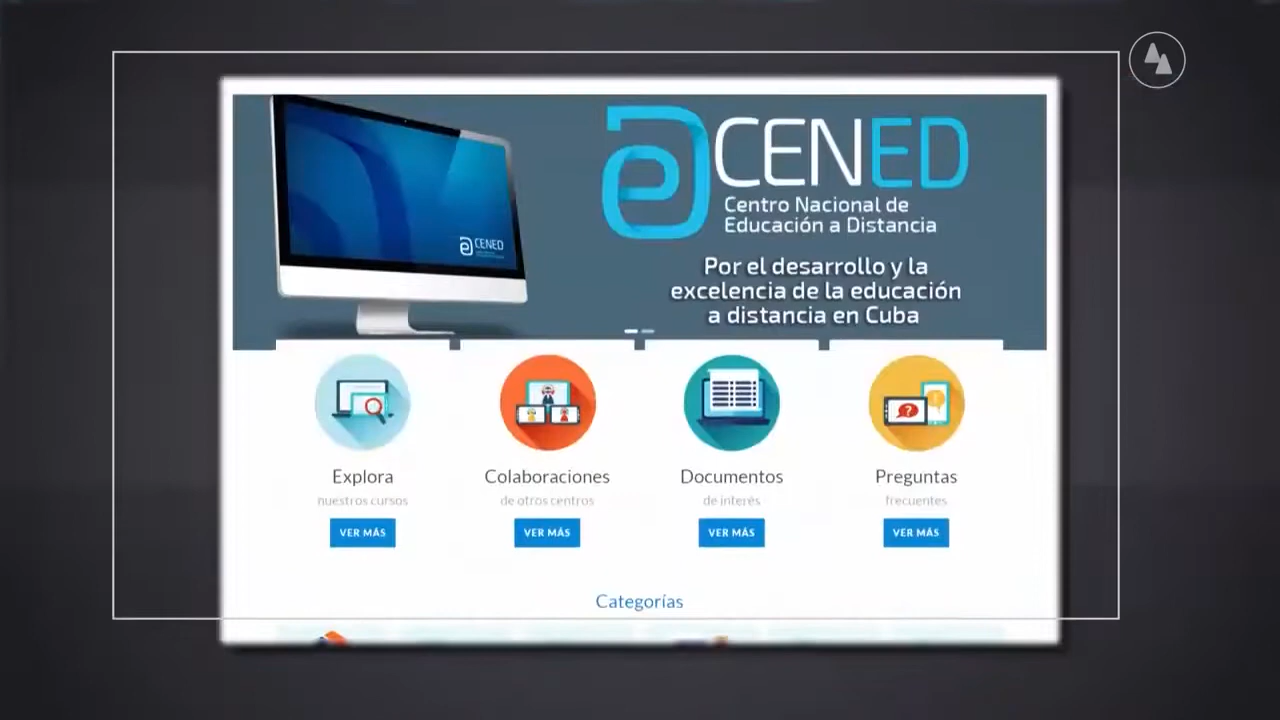 CENED
Centro Nacional de
Educación a Distancia
CENED
Por el desarrollo y la
excelencia de la educación
a distancia en Cuba
Explora
nuestros cursos
VER MÁS
Colaboraciones
de otros centros
VER MÁS
Documentos
de interés
VER MÁS
Preguntas
frecuentes
VER MÁS
Categorías